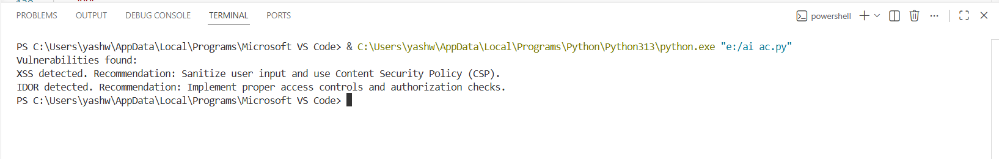 PROBLEMS OUTPUT DEBUG CONSOLE TERMINAL PORTS powershell
PS C:\Users\yashw\AppData\Local\Programs\Microsoft VS Code> & C:\Users\yashw\AppData\Local\Programs\Python\Python313\python.exe "e:/ai ac.py"
Vulnerabilities found:
XSS detected. Recommendation: Sanitize user input and use Content Security Policy (CSP).
IDOR detected. Recommendation: Implement proper access controls and authorization checks.
PS C:\Users\yashw\AppData\Local\Programs\Microsoft VS Code>